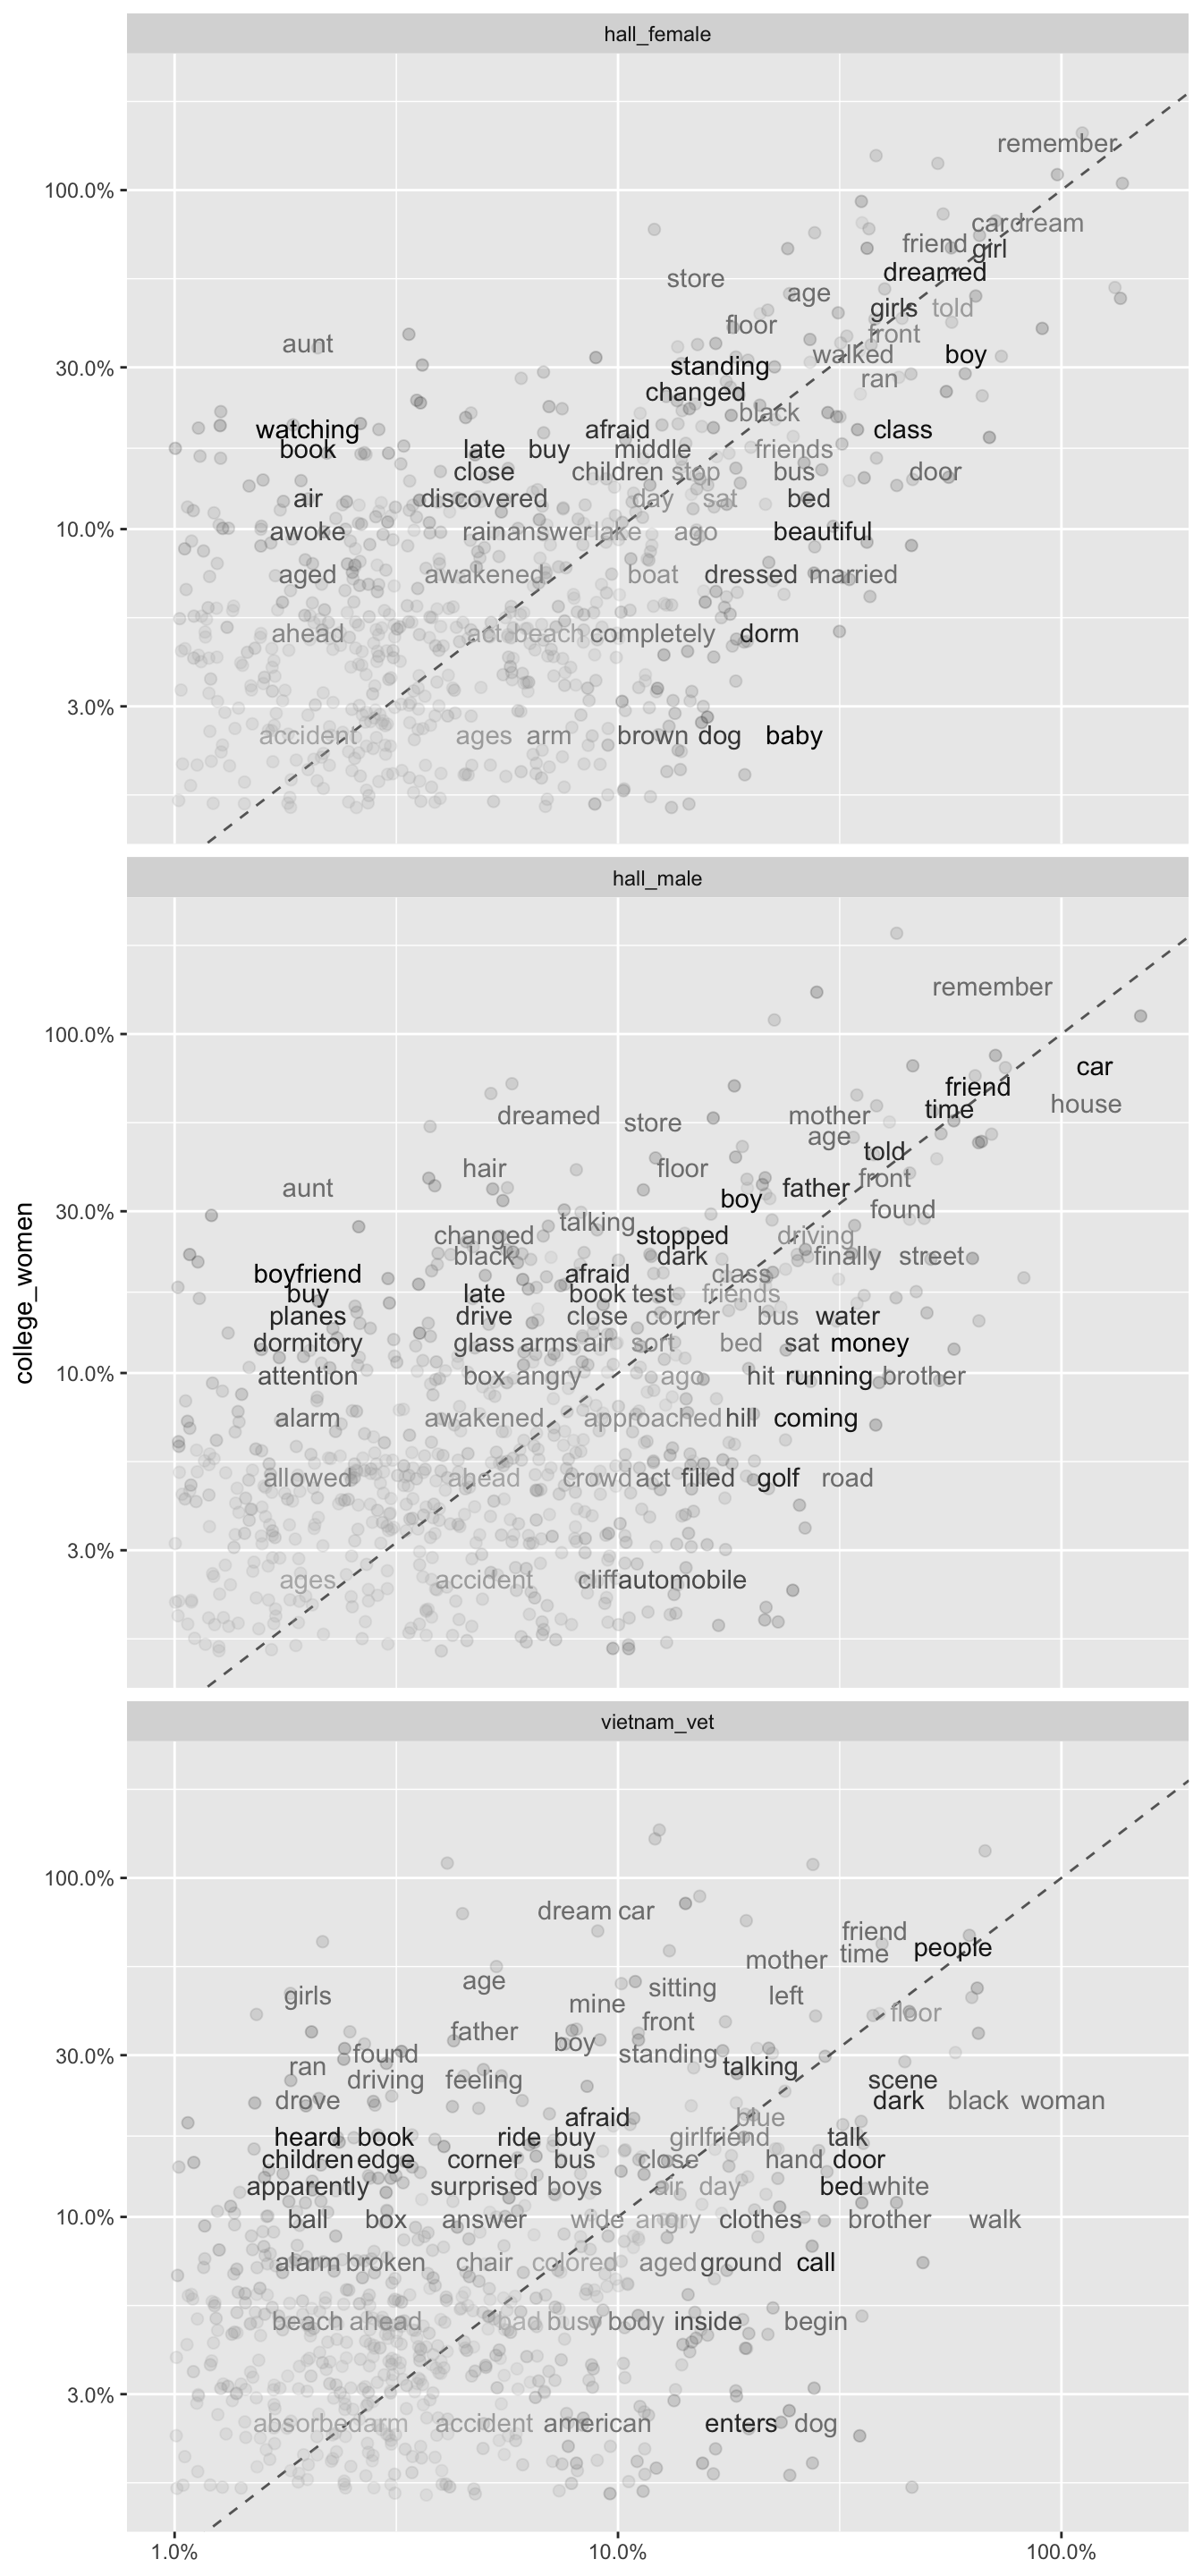 hall_female
remember
100.0%
car dream
friend girl
dreamed
store
age
girls told
floor
front
aunt
walked boy
30.0%
standing
ran
changed
black
watching afraid class
book late buy middle friends
close children stop bus door
air discovered day sat bed
10.0%
awoke rain answer lake ago beautiful
aged awakened boat dressed married
ahead act beach completely dorm
3.0%
accident ages arm brown dog baby
hall_male
remember
100.0%
car
friend
time house
dreamed store mother
age
told
hair floor
front
aunt boy father
30.0%
found
talking
changed stopped driving
black dark finally street
boyfriend afraid class
buy late book test friends
planes drive close corner bus water
dormitory glass arms air sort bed sat money
10.0%
attention box angry ago hit running brother
alarm awakened approached hill coming
allowed ahead crowd act filled golf road
3.0%
ages accident cliff automobile
college_women
vietnam_vet
100.0%
dream car
friend
time people
mother
age sitting
girls mine left
front floor
father
boy
30.0%
found standing
ran talking
driving feeling scene
drove dark black woman
afraid blue
heard book ride buy girlfriend talk
children edge corner bus close hand door
apparently surprised boys air day bed white
10.0%
ball box answer wide angry clothes brother walk
alarm broken chair colored aged ground call
beach ahead bad busy body inside begin
3.0%
absorbed arm accident american enters dog
1.0% 10.0% 100.0%